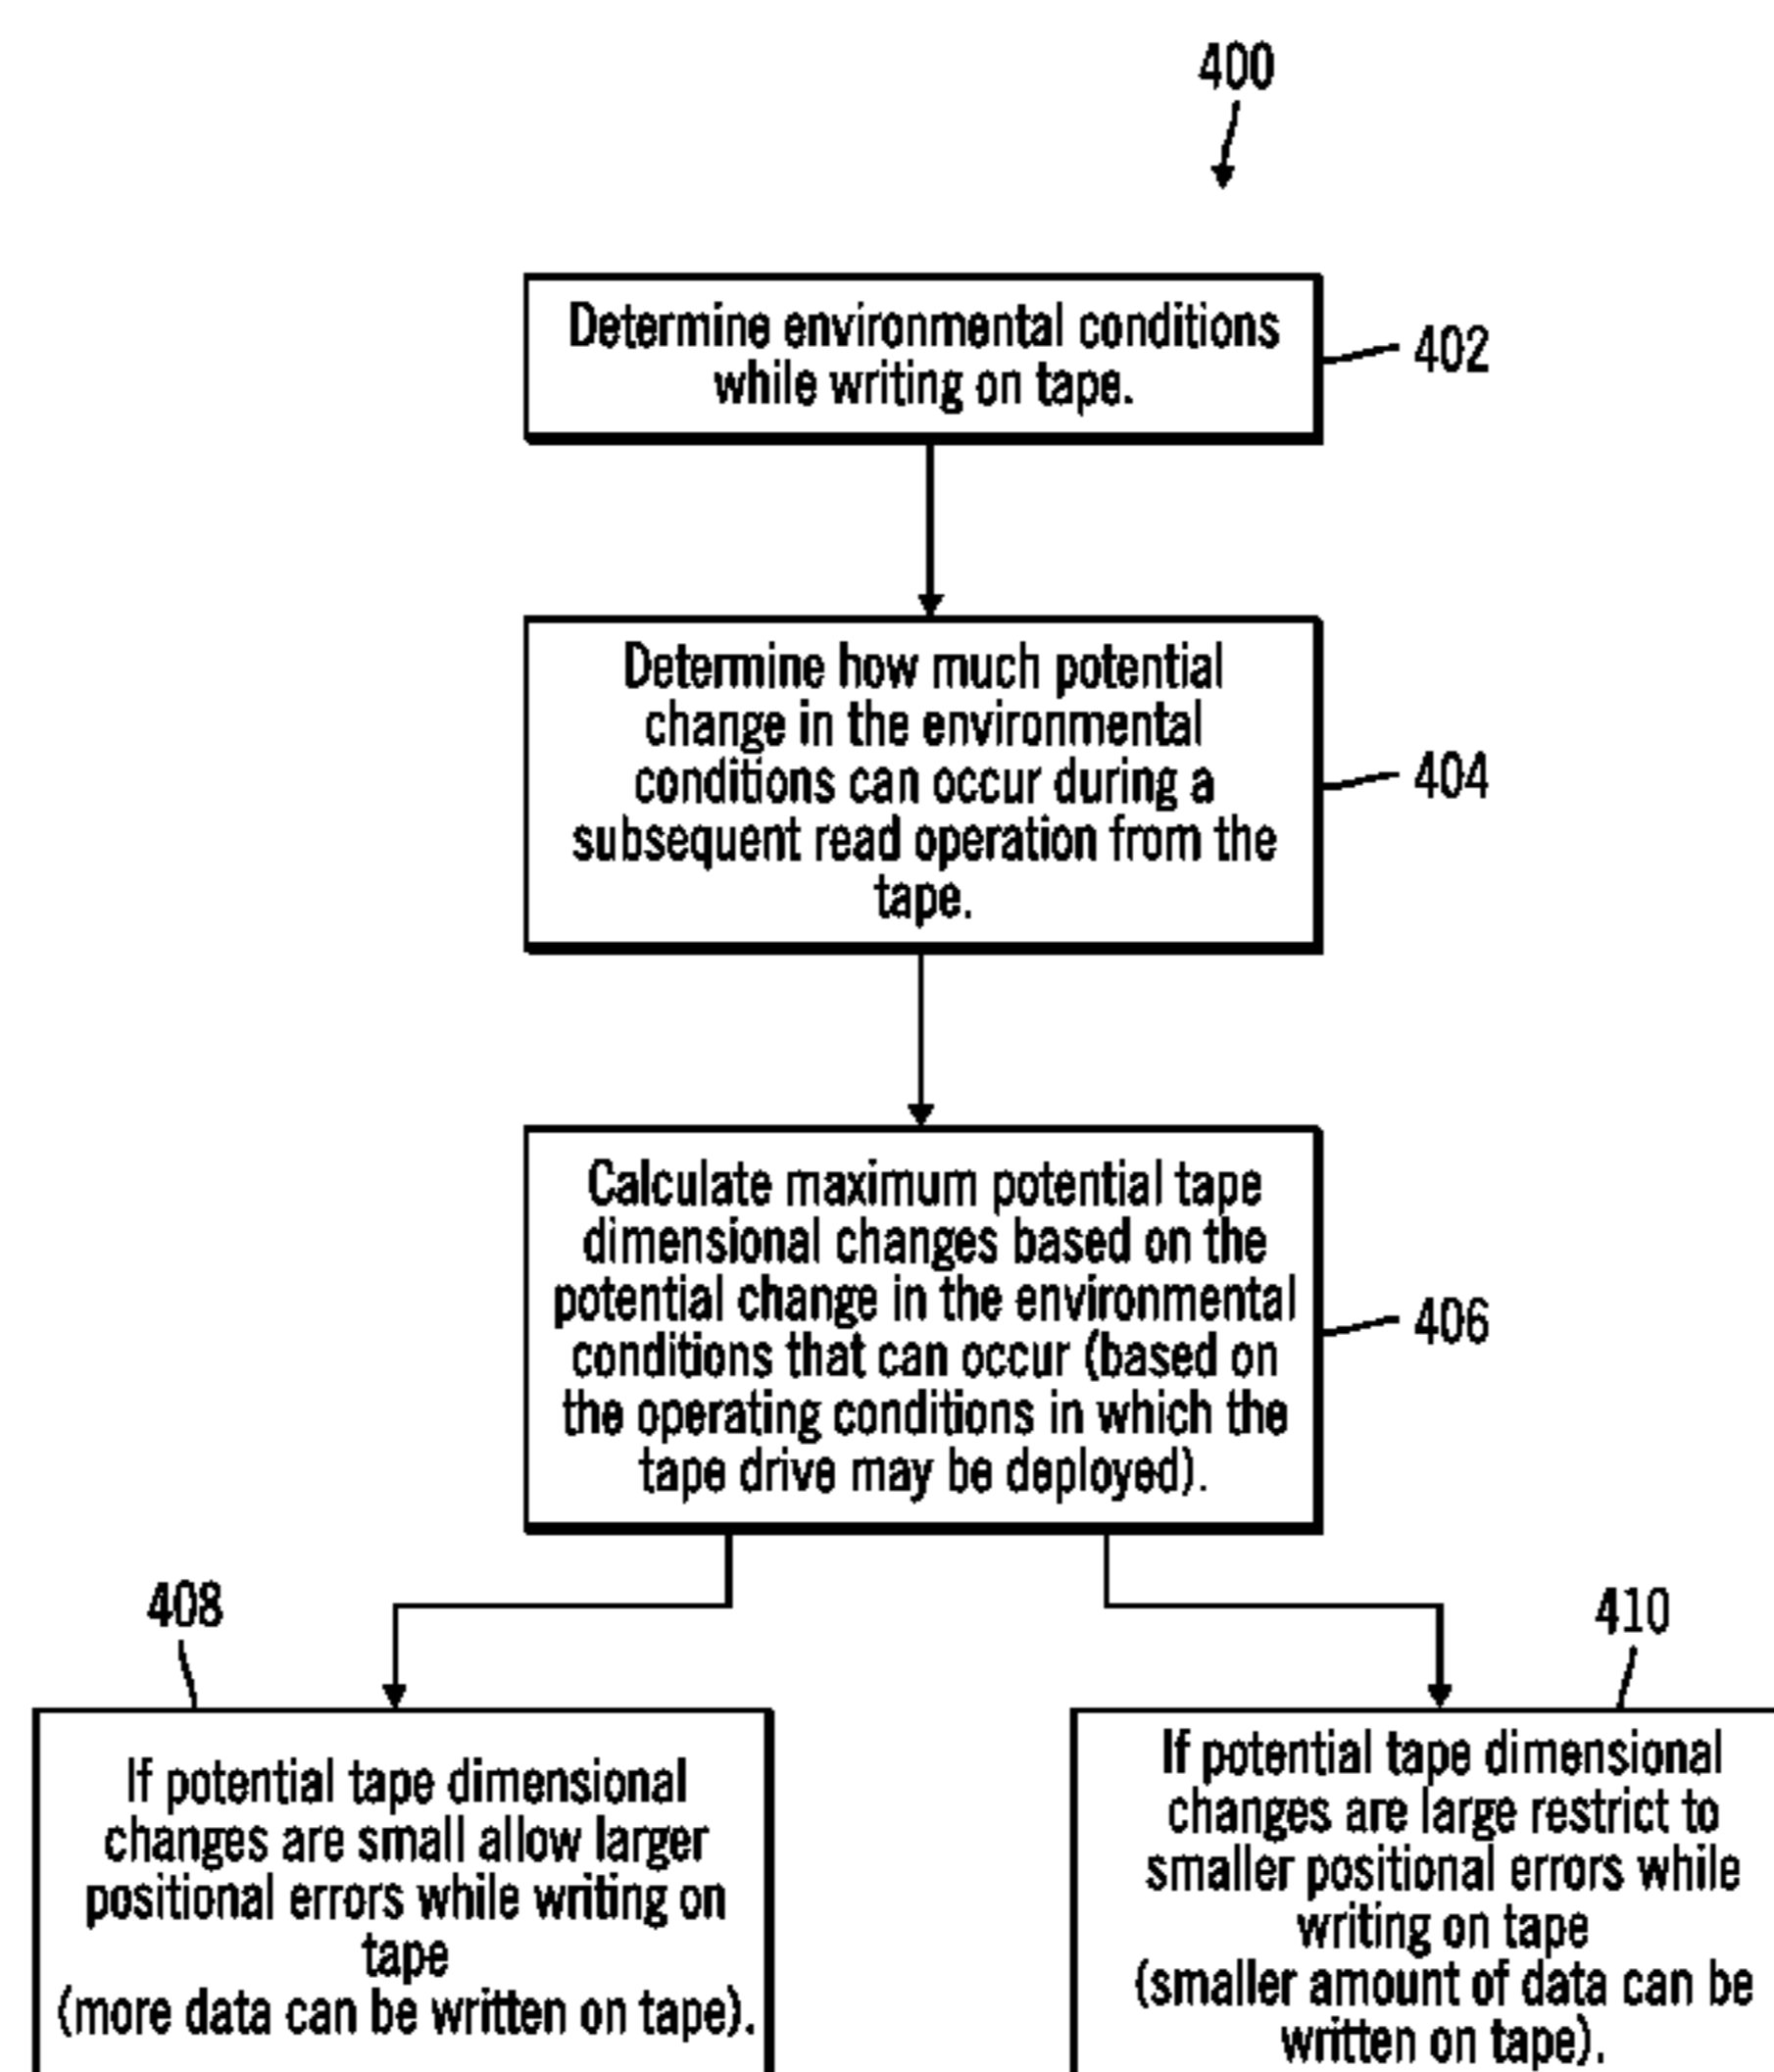 400
Determine environmental conditions
while writing on tape.
402
Determine how much potential
change in the environmental
conditions can occur during a
subsequent read operation from the
tape.
404
Calculate maximum potential tape
dimensional changes based on the
potential change in the environmental
conditions that can occur (based on
the operating conditions in which the
tape drive may be deployed).
406
408
If potential tape dimensional
changes are small allow larger
positional errors while writing on
tape
(more data can be written on tape).
410
If potential tape dimensional
changes are large restrict to
smaller positional errors while
writing on tape
(smaller amount of data can be
written on tape).